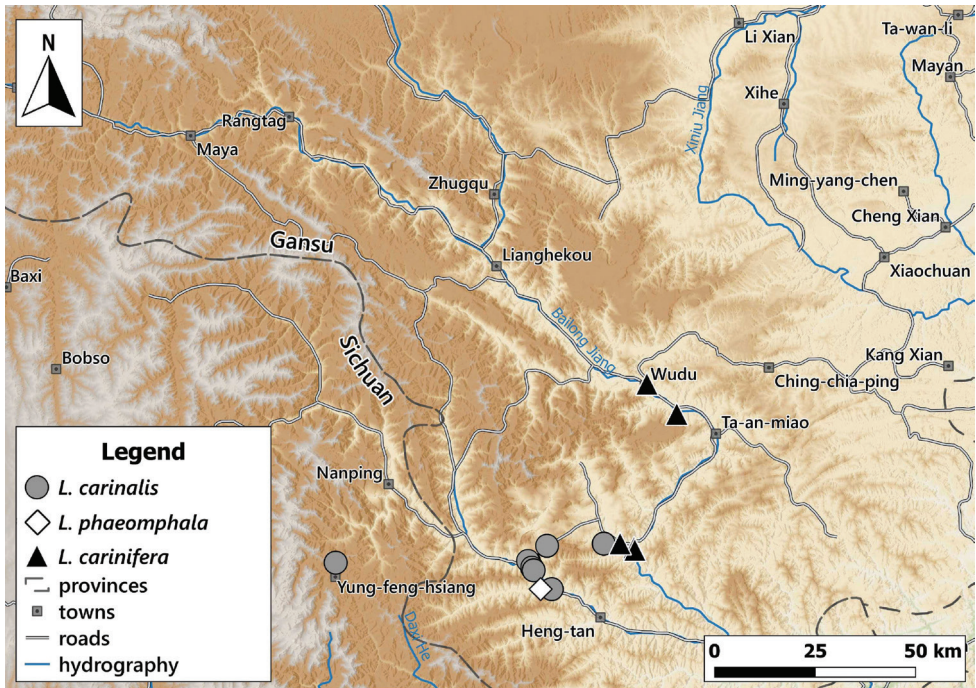 N
Li Xian
Ta-wan-li
Mayan
Xihe
Xiniu Jiang
Rangtag
Maya
Zhugqu
Ming-yang-chen
Cheng Xian
Gansu
Lianghekou
Xiaochuan
Baxi
Bailong Jiang
Bobso
Sichuan
Wudu
Ching-chia-ping
Kang Xian
Ta-an-miao
Nanping
Legend
L. carinalis
L. phaeomphala
L. carinifera
provinces
towns
roads
hydrography
Yung-feng-hsiang
Daxi He
Heng-tan
0 25 50 km